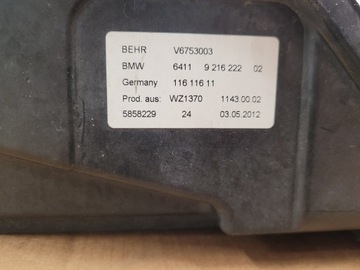 BEHR V6753003
BMW 6411 9 216 222 02
Germany 116 116 11
Prod. aus: WZ1370 1143 00.02
5858229 24 03.05.2012